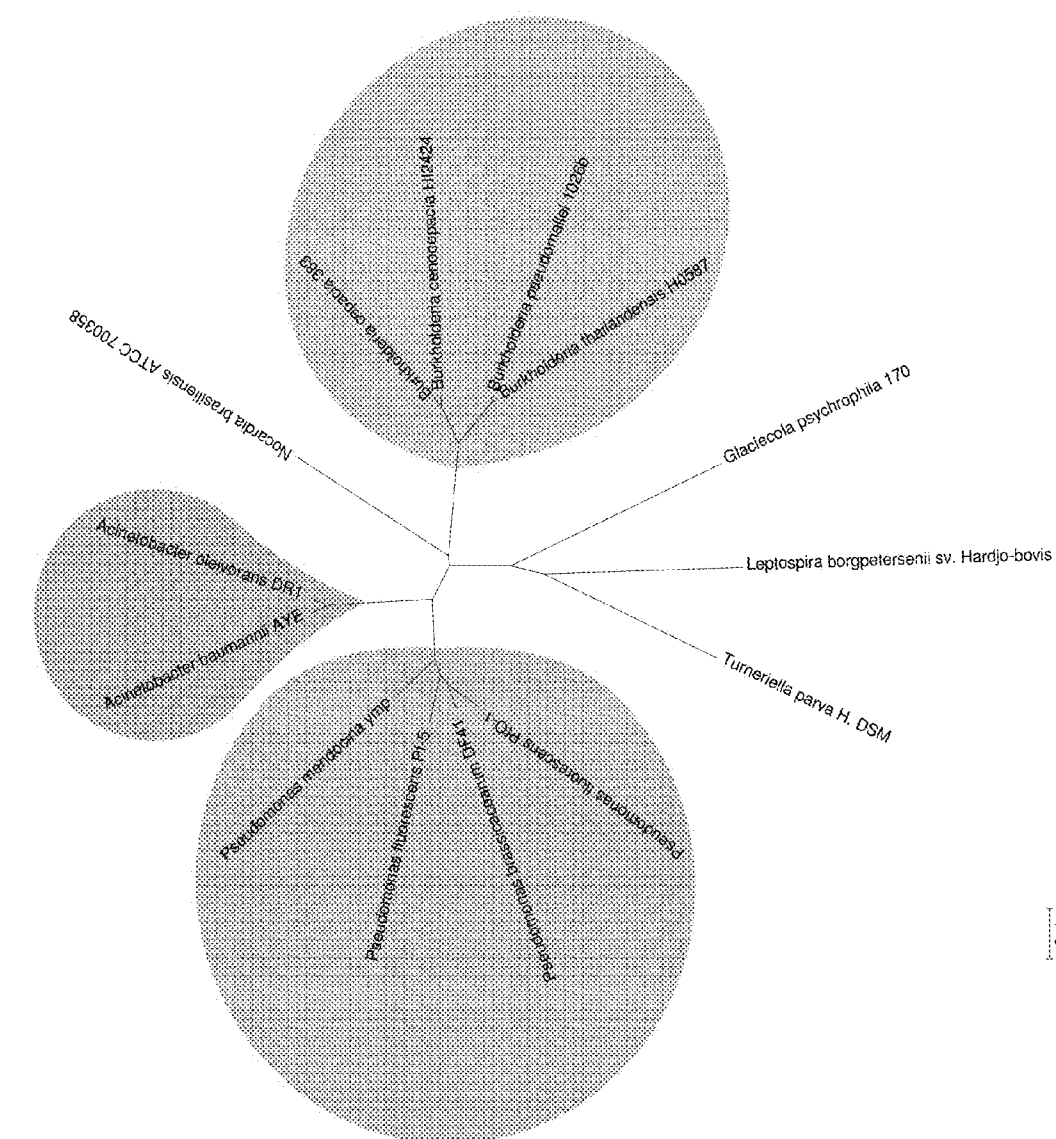 Burkholderia cenocepacia HI2424
Burkholderia pseudomallei 1026b
Burkholderia cepacia 383
Burkholderia thailandensis H0587
Nocardia brasiliensis ATCC 700358
Glaciecola psychrophila 170
Acinetobacter oleivorans DR1
Leptospira borgpetersenii sv. Hardjo-bovis
Acinetobacter baumannii AYE
Turneriella parva H. DSM
Pseudomonas mendocina ymp
Pseudomonas fluorescens Pf-5
Pseudomonas brassicacearum DF41
Pseudomonas fluorescens PfO-1